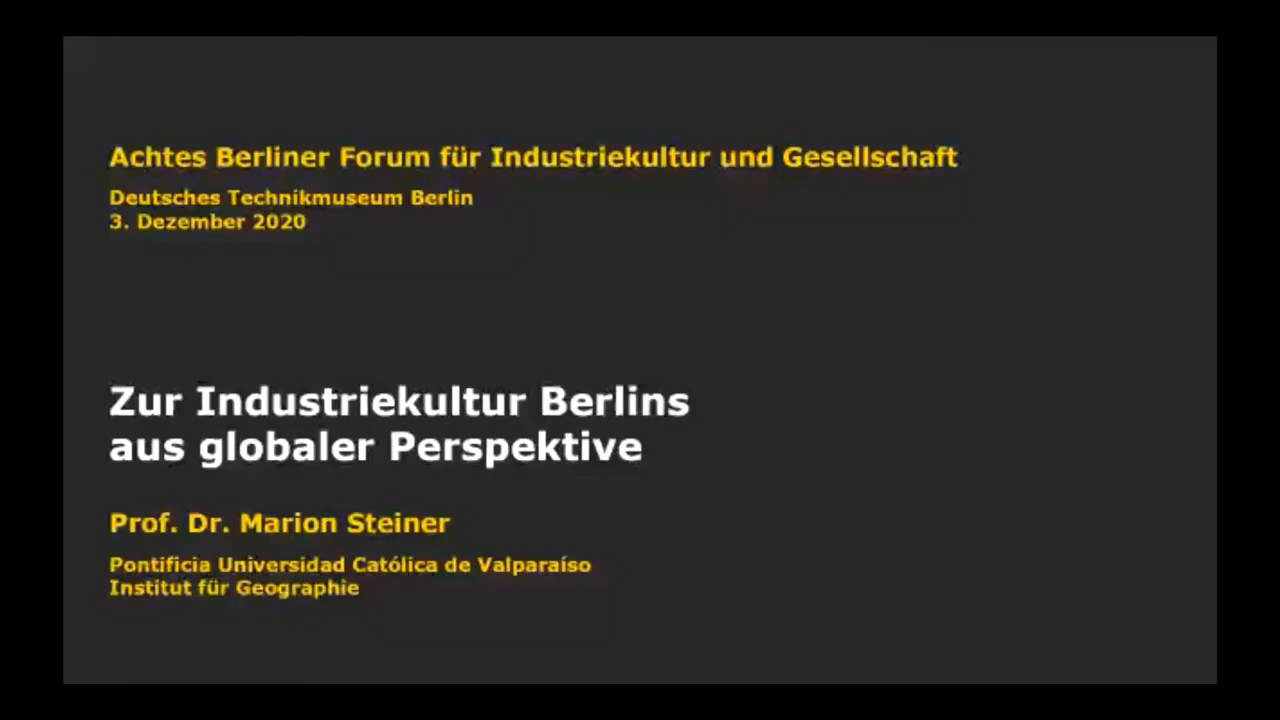 Achtes Berliner Forum für Industriekultur und Gesellschaft
Deutsches Technikmuseum Berlin
3. Dezember 2020
Zur Industriekultur Berlins
aus globaler Perspektive
Prof. Dr. Marion Steiner
Pontificia Universidad Católica de Valparaíso
Institut für Geographie